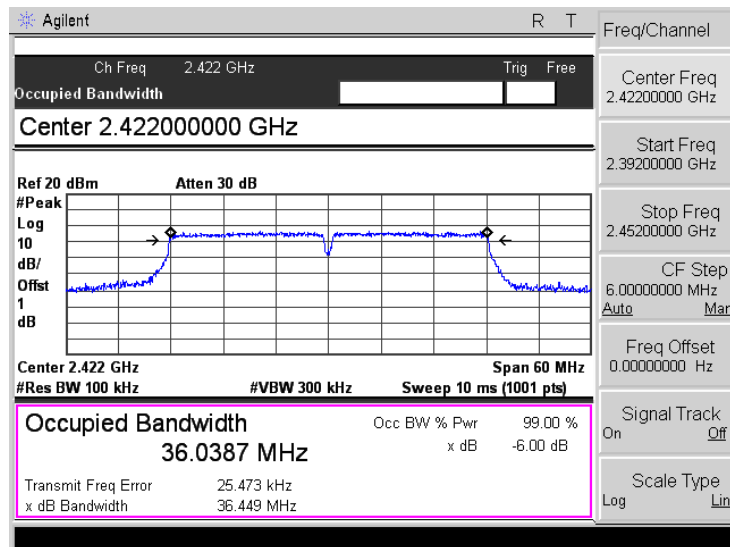 Agilent R T
Ch Freq 2.422 GHz Trig Free
Occupied Bandwidth
Center 2.422000000 GHz
Ref 20 dBm Atten 30 dB
#Peak
Log
10
dB/
Offst
1
dB
Center 2.422 GHz Span 60 MHz
#Res BW 100 kHz #VBW 300 kHz Sweep 10 ms (1001 pts)
Occupied Bandwidth
36.0387 MHz
Occ BW % Pwr 99.00 %
x dB -6.00 dB
Transmit Freq Error 25.473 kHz
x dB Bandwidth 36.449 MHz
Freq/Channel
Center Freq
2.42200000 GHz
Start Freq
2.39200000 GHz
Stop Freq
2.45200000 GHz
CF Step
6.00000000 MHz
Auto Man
Freq Offset
0.00000000 Hz
Signal Track
On Off
Scale Type
Log Lin